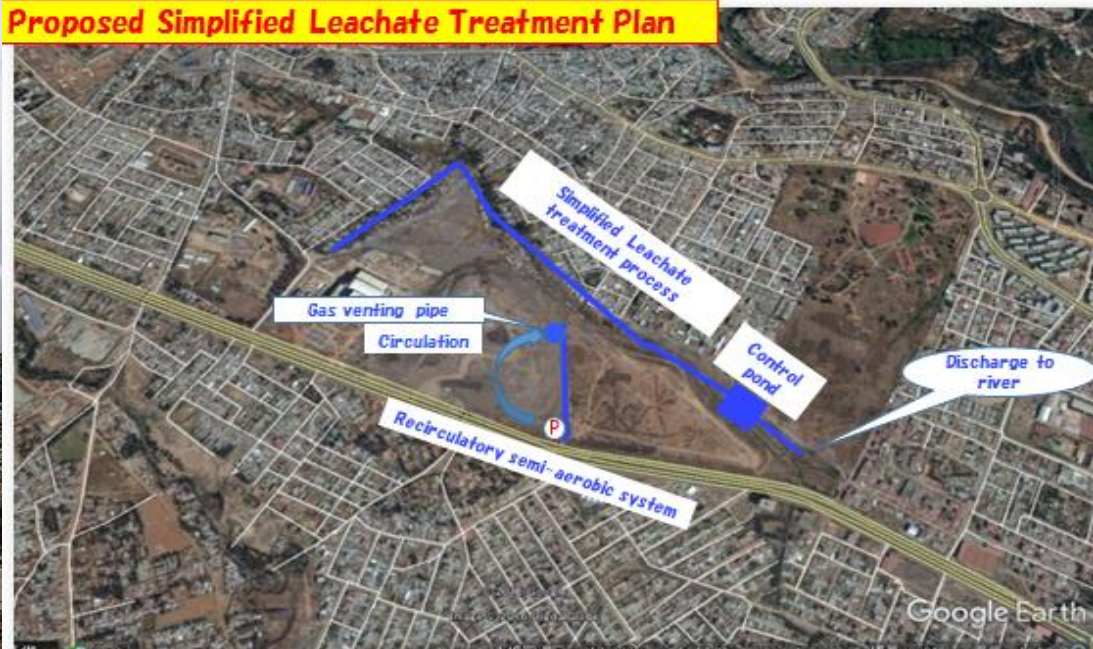 Proposed Simplified Leachate Treatment Plan
Simplified Leachate
treatment process
Gas venting pipe
Circulation
Control
pond
Discharge to
river
P
Recirculatory semi-aerobic system
Google Earth